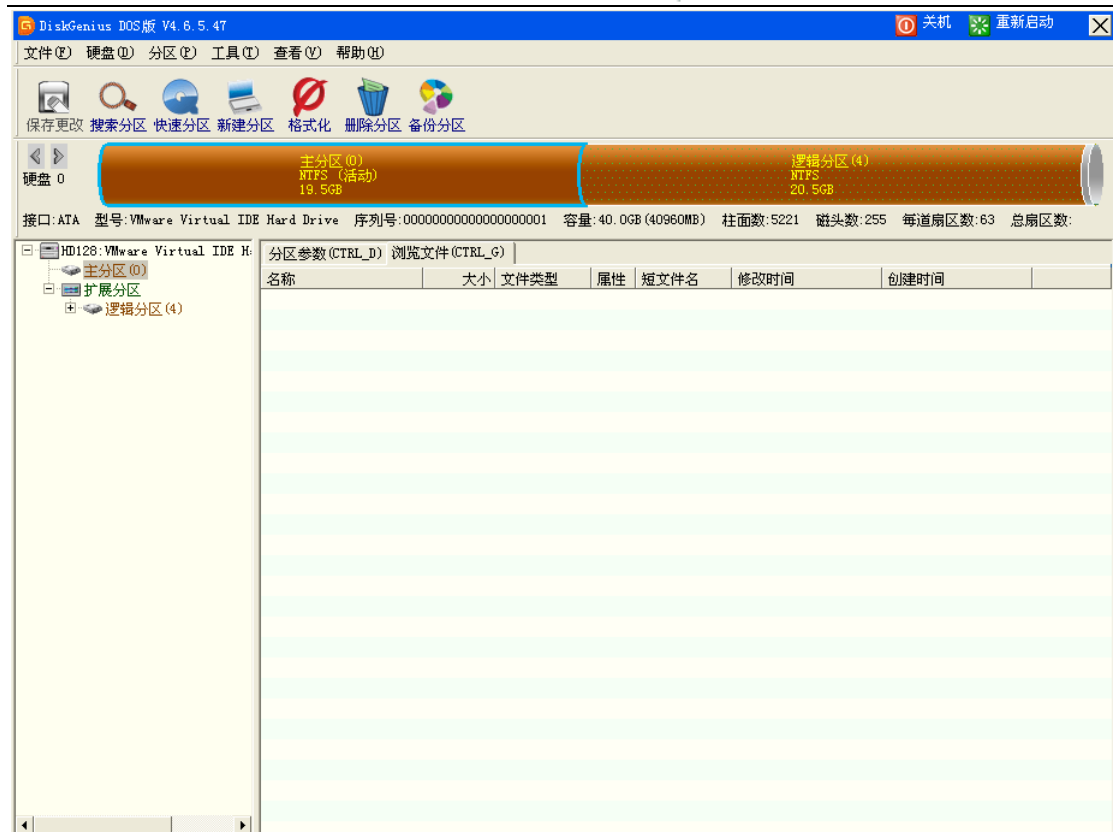 DiskGenius DOS版 V4.6.5.47 关机 重新启动
文件(F) 硬盘(D) 分区(P) 工具(T) 查看(V) 帮助(H)
保存更改 搜索分区 快速分区 新建分区 格式化 删除分区 备份分区
硬盘 0
主分区(0)
NTFS (活动)
19.5GB
逻辑分区(4)
NTFS
20.5GB
接口:ATA 型号:VMware Virtual IDE Hard Drive 序列号:00000000000000000001 容量:40.0GB(40960MB) 柱面数:5221 磁头数:255 每道扇区数:63 总扇区数:
HD128:VMware Virtual IDE H
主分区(0)
扩展分区
逻辑分区(4)
分区参数(CTRL_D) 浏览文件(CTRL_G)
名称 大小 文件类型 属性 短文件名 修改时间 创建时间